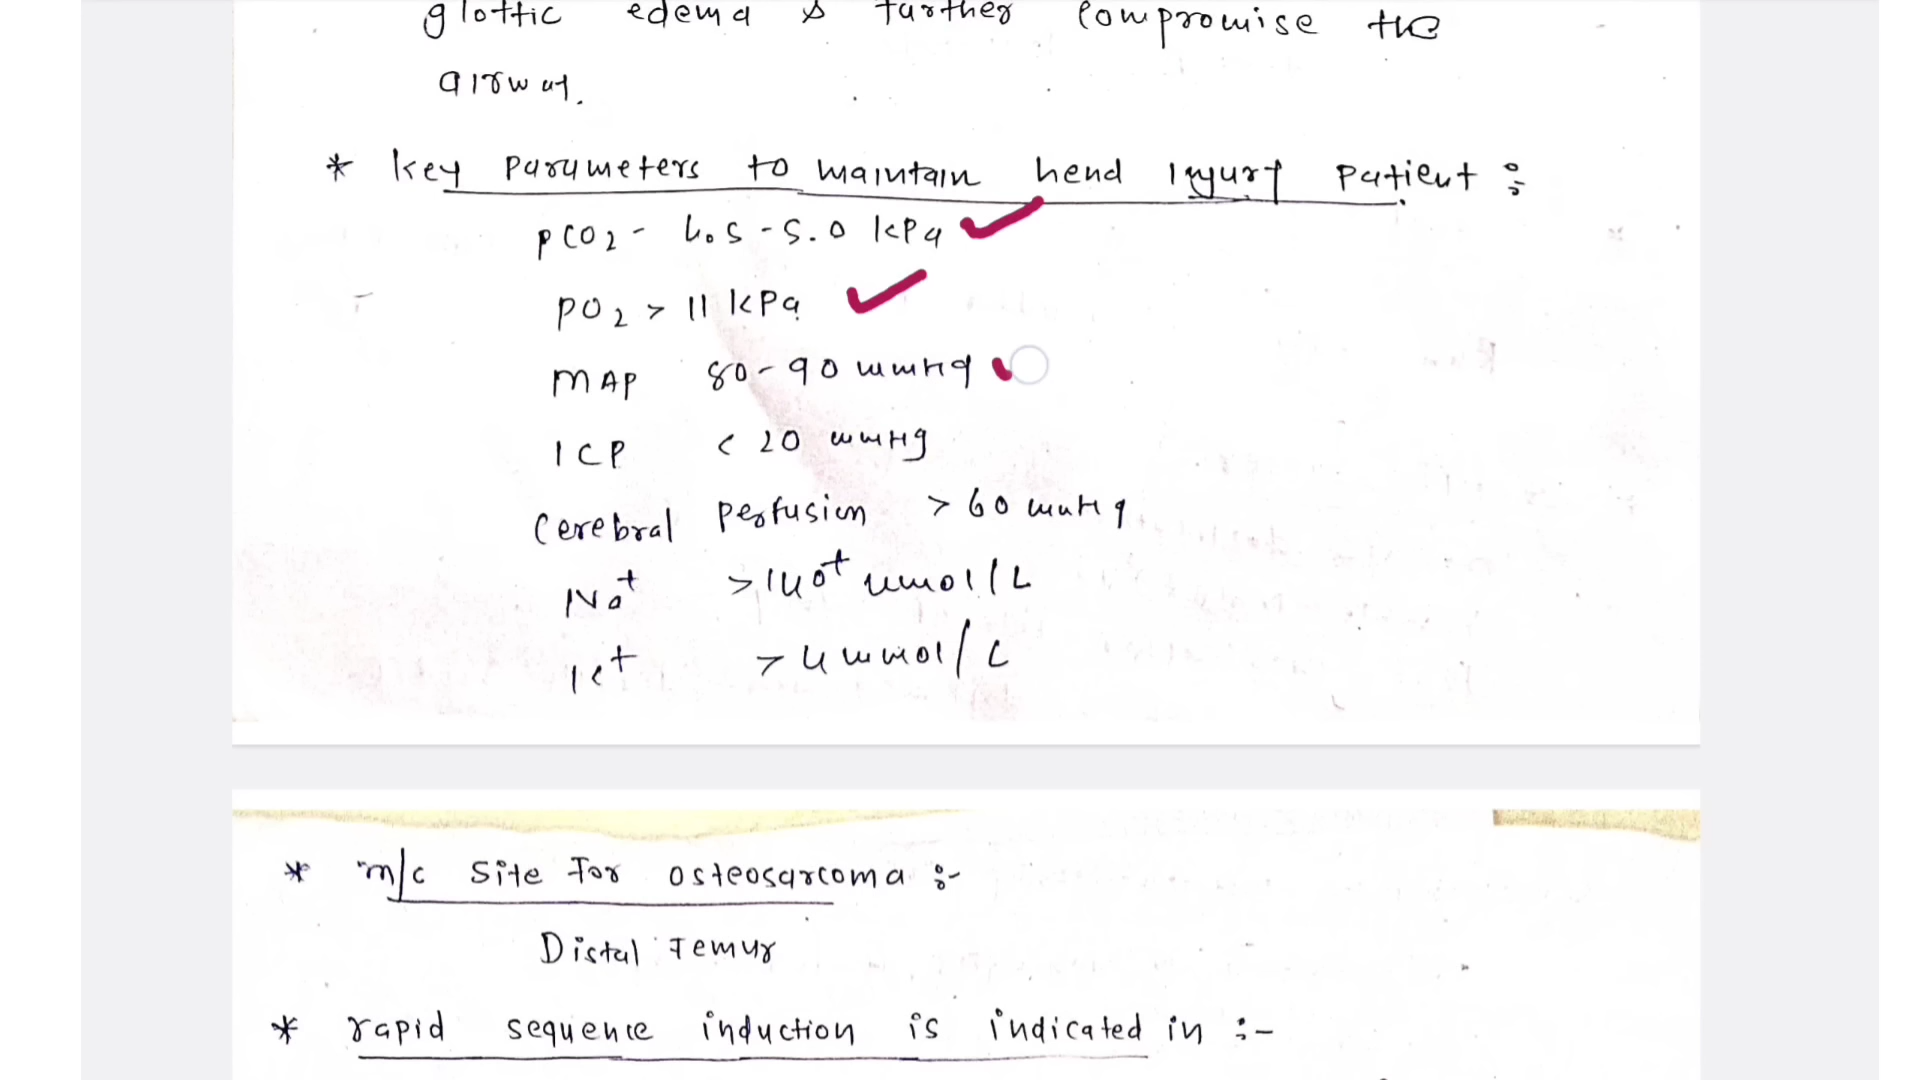 glottic edema & further compromise the
airway.
* Key Parameters to maintain head injury patient :-
pCO2 - 4.5 - 5.0 kPa
PO2 > 11 kPa
MAP 80-90 mmHg
ICP < 20 mmHg
Cerebral Perfusion > 60 mmHg
Na+ >140+ mmol/L
K+ > 4 mmol/L
* m/c Site For osteosarcoma :-
Distal Femur
* rapid sequence induction is indicated in :-